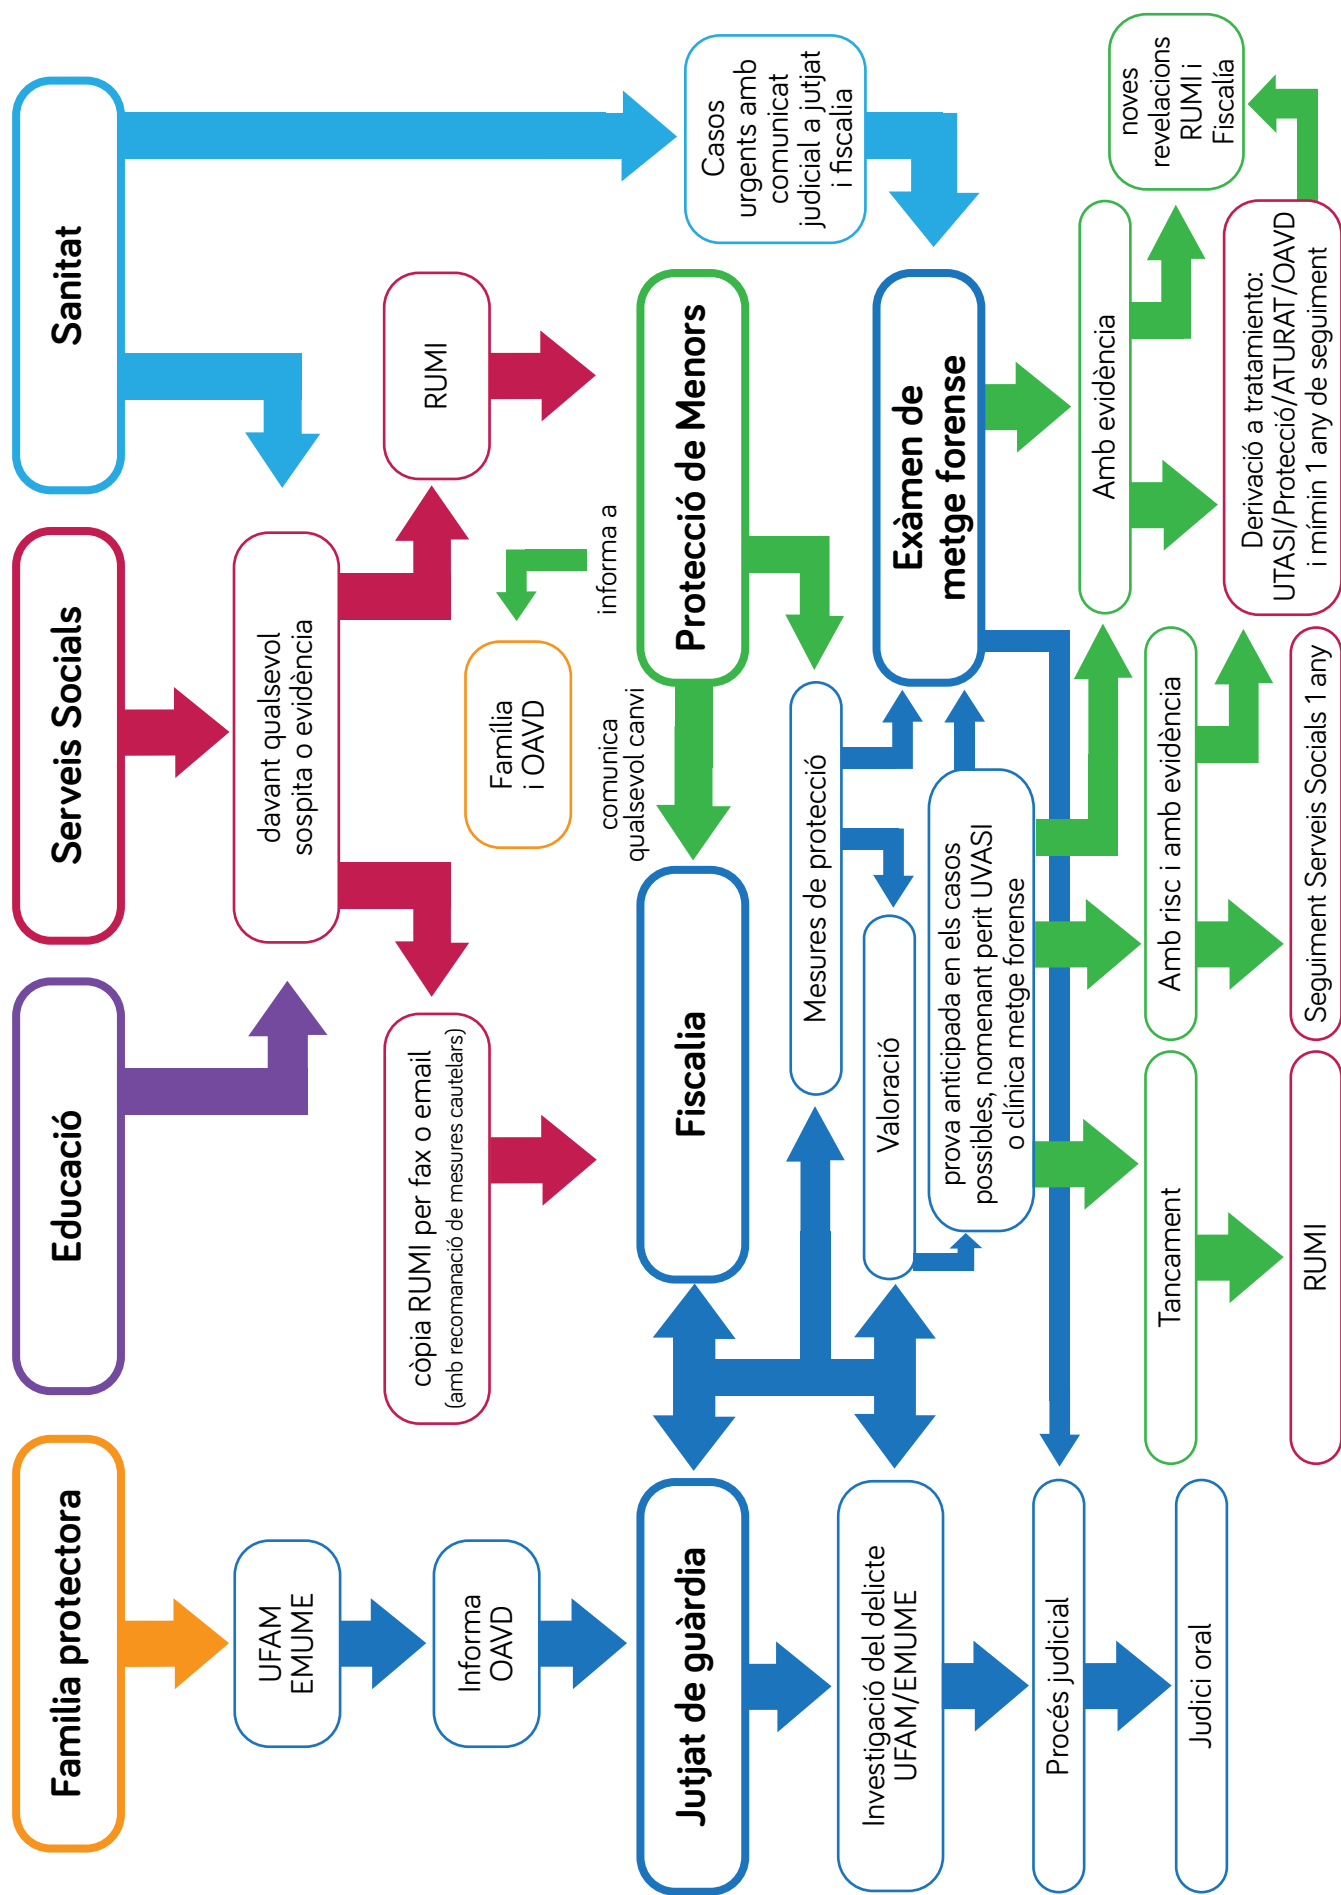 Familia protectora
Educació
Serveis Socials
Sanitat
UFAM
EMUME
davant qualsevol
sospita o evidència
Informa
OAVD
còpia RUMI per fax o email
(amb recomanació de mesures cautelars)
RUMI
Família
i OAVD
informa a
comunica
qualsevol canvi
Casos
urgents amb
comunicat
judicial a jutjat
i fiscalia
Jutjat de guàrdia
Fiscalia
Protecció de Menors
Mesures de protecció
Investigació del delicte
UFAM/EMUME
Valoració
Exàmen de
metge forense
prova anticipada en els casos
possibles, nomenant perit UVASI
o clínica metge forense
Procés judicial
Amb evidència
noves
revelacions
RUMI i
Fiscalía
Judici oral
Tancament
Amb risc i amb evidència
Derivació a tratamiento:
UTASI/Protecció/ATURAT/OAVD
i mímin 1 any de seguiment
RUMI
Seguiment Serveis Socials 1 any